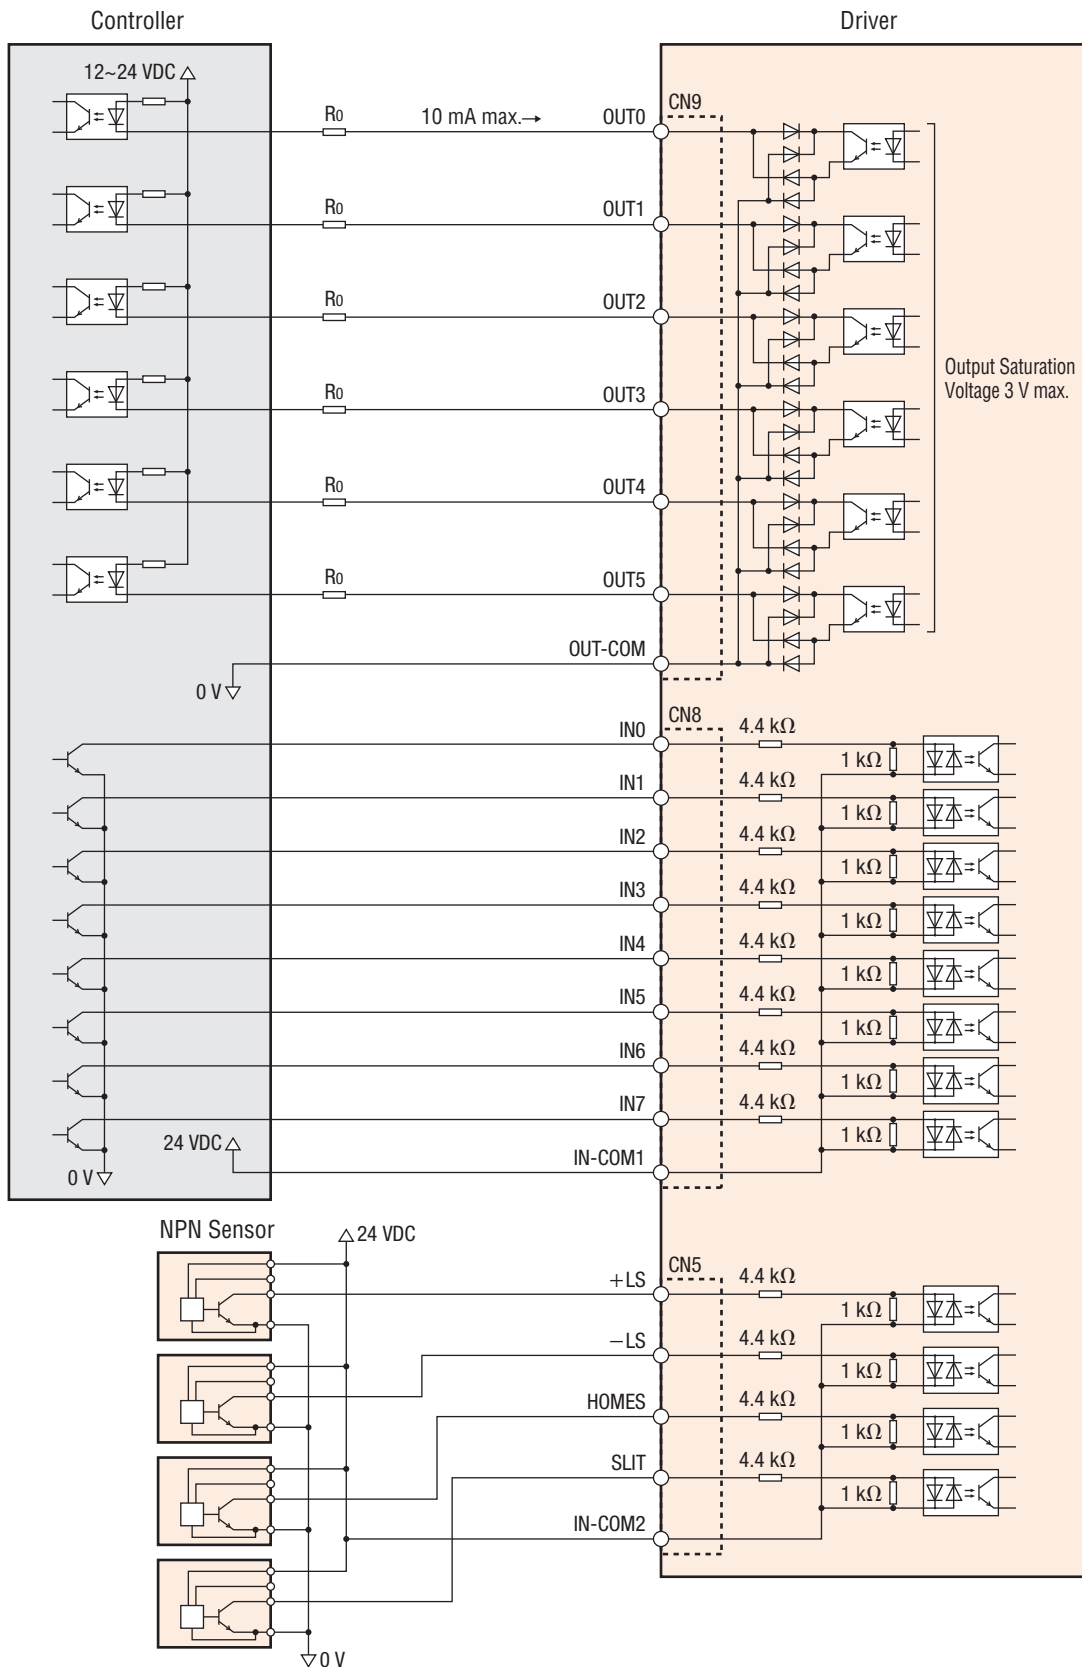 Controller
Driver
12~24 VDC
CN9
R0
10 mA max.→
OUT0
R0
OUT1
R0
OUT2
Output Saturation
Voltage 3 V max.
R0
OUT3
R0
OUT4
R0
OUT5
OUT-COM
0 V
CN8
IN0
4.4 kΩ
1 kΩ
IN1
4.4 kΩ
1 kΩ
IN2
4.4 kΩ
1 kΩ
IN3
4.4 kΩ
1 kΩ
IN4
4.4 kΩ
1 kΩ
IN5
4.4 kΩ
1 kΩ
IN6
4.4 kΩ
1 kΩ
IN7
4.4 kΩ
1 kΩ
24 VDC
IN-COM1
0 V
NPN Sensor
24 VDC
CN5
+LS
4.4 kΩ
1 kΩ
−LS
4.4 kΩ
1 kΩ
HOMES
4.4 kΩ
1 kΩ
SLIT
4.4 kΩ
1 kΩ
IN-COM2
0 V